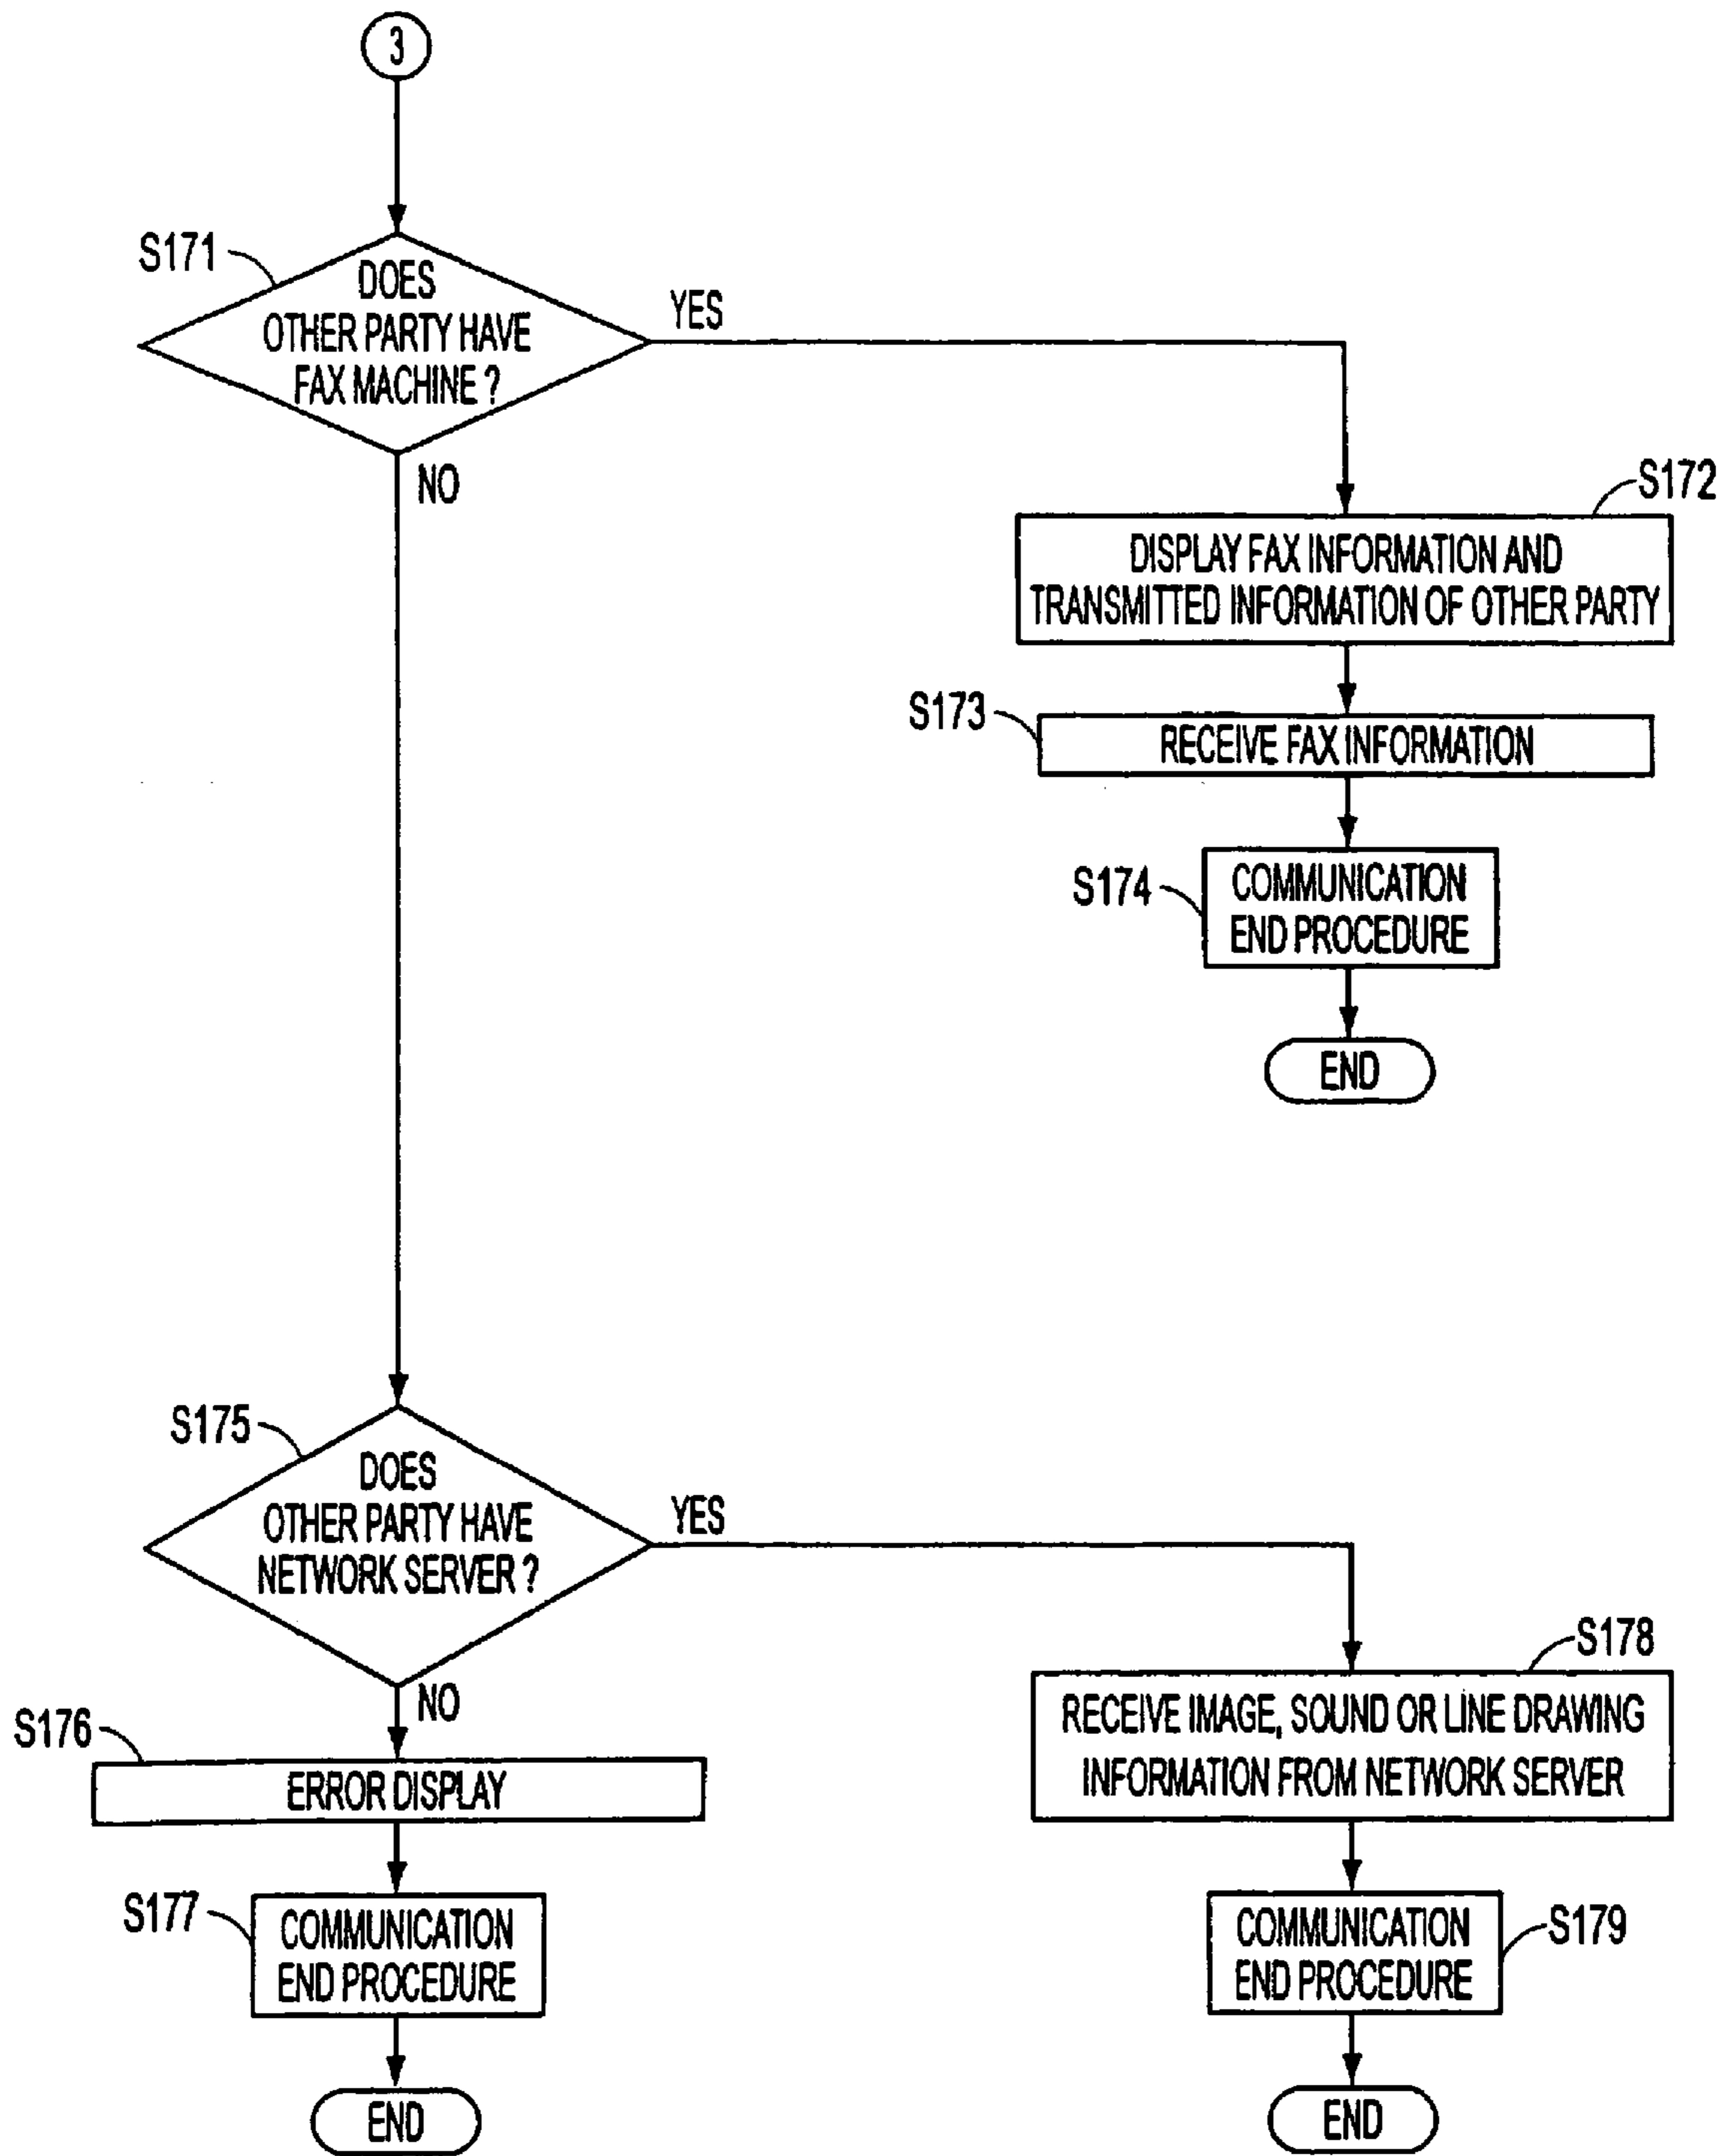 3
S171
DOES
OTHER PARTY HAVE
FAX MACHINE ?
YES
NO
S172
DISPLAY FAX INFORMATION AND
TRANSMITTED INFORMATION OF OTHER PARTY
S173
RECEIVE FAX INFORMATION
S174
COMMUNICATION
END PROCEDURE
END
S175
DOES
OTHER PARTY HAVE
NETWORK SERVER ?
YES
NO
S176
ERROR DISPLAY
S177
COMMUNICATION
END PROCEDURE
END
S178
RECEIVE IMAGE, SOUND OR LINE DRAWING
INFORMATION FROM NETWORK SERVER
S179
COMMUNICATION
END PROCEDURE
END